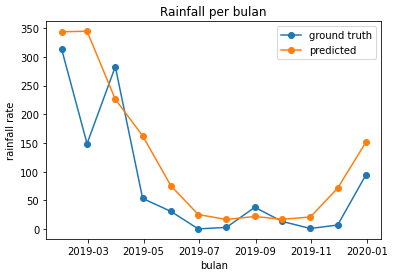 Rainfall per bulan
ground truth
predicted
rainfall rate
350
300
250
200
150
100
50
0
2019-03 2019-05 2019-07 2019-09 2019-11 2020-01
bulan